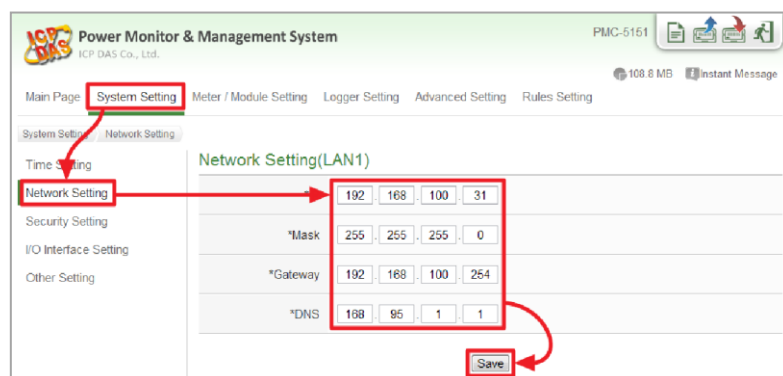 ICP DAS
Power Monitor & Management System
ICP DAS Co., Ltd.
PMC-5151
108.8 MB Instant Message
Main Page System Setting Meter / Module Setting Logger Setting Advanced Setting Rules Setting
System Setting Network Setting
Time Setting
Network Setting
Security Setting
I/O Interface Setting
Other Setting
Network Setting(LAN1)
192 . 168 . 100 . 31
*Mask 255 . 255 . 255 . 0
*Gateway 192 . 168 . 100 . 254
*DNS 168 . 95 . 1 . 1
Save